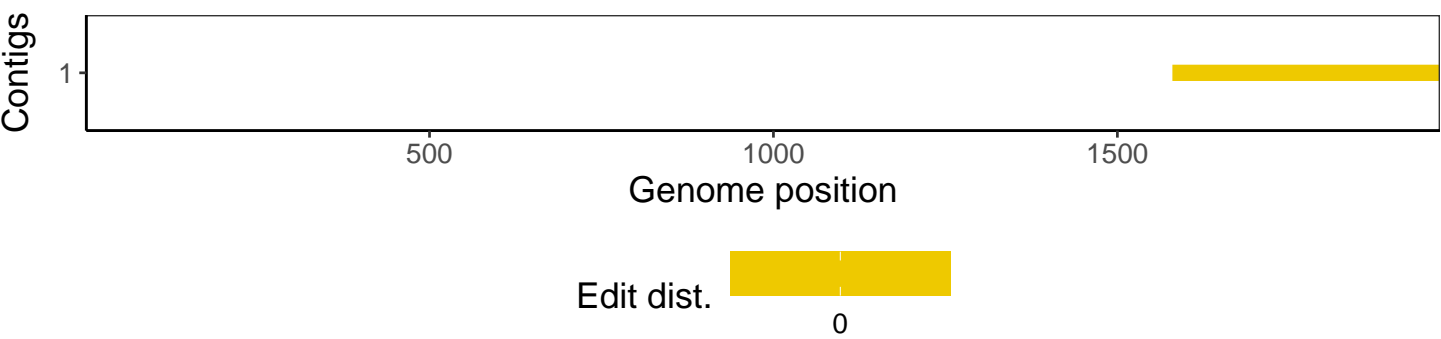 Contigs
1
500 1000 1500
Genome position
Edit dist.
0